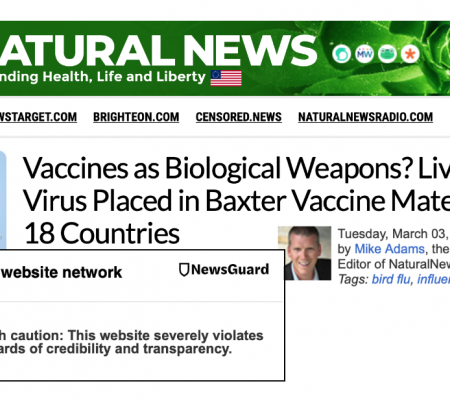 NATURAL NEWS
nding Health, Life and Liberty
MW
WSTARGET.COM BRIGHTEON.COM CENSORED.NEWS NATURALNEWSRADIO.COM
Vaccines as Biological Weapons? Liv
Virus Placed in Baxter Vaccine Mate
18 Countries
Tuesday, March 03,
by Mike Adams, the
Editor of NaturalNew
Tags: bird flu, influen
website network
NewsGuard
h caution: This website severely violates
ards of credibility and transparency.